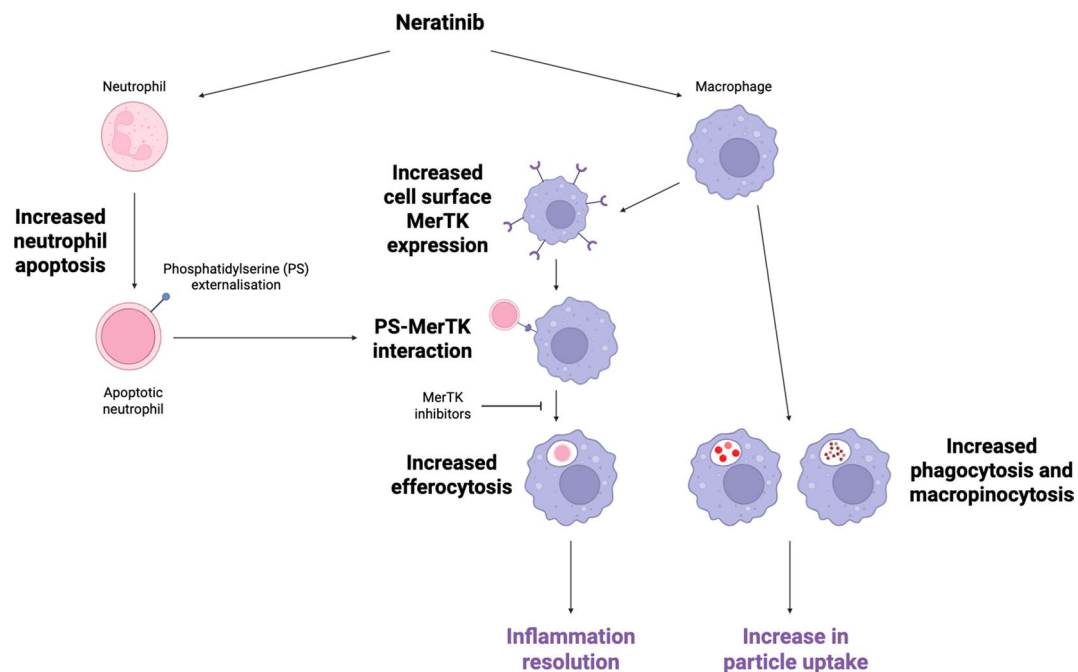 Neratinib
Neutrophil
Macrophage
Increased
neutrophil
apoptosis
Phosphatidylserine (PS)
externalisation
Apoptotic
neutrophil
Increased
cell surface
MerTK
expression
PS-MerTK
interaction
MerTK
inhibitors
Increased
efferocytosis
Increased
phagocytosis and
macropinocytosis
Inflammation
resolution
Increase in
particle uptake